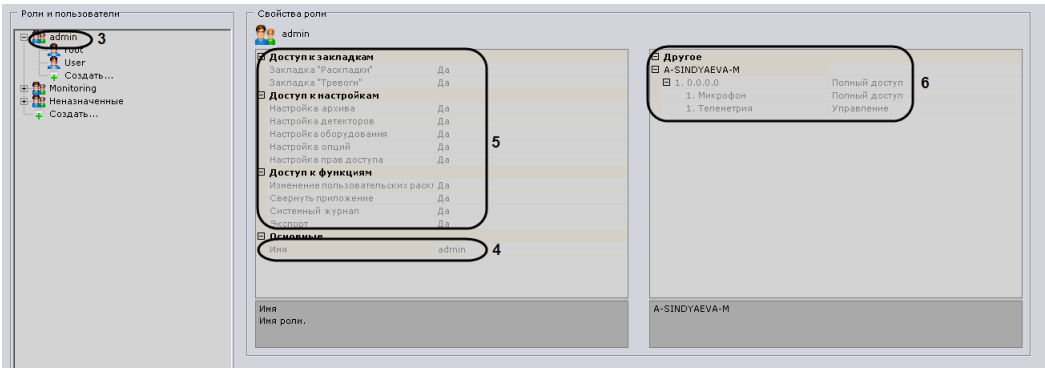 Роли и пользователи
admin 3
root
User
Создать...
Monitoring
Неназначенные
Создать...
Свойства роли
admin
Доступ к закладкам
Закладка "Раскладки" Да
Закладка "Тревоги" Да
Доступ к настройкам
Настройка архива Да
Настройка детекторов Да
Настройка оборудования Да
Настройка опций Да
Настройка прав доступа Да
Доступ к функциям
Изменение пользовательских раскл Да
Свернуть приложение Да
Системный журнал Да
Экспорт Да
5
Основные
Имя admin 4
Имя
Имя роли.
Другое
A-SINDYAEVA-M
1. 0.0.0.0 Полный доступ 6
1. Микрофон Полный доступ
1. Телеметрия Управление
A-SINDYAEVA-M